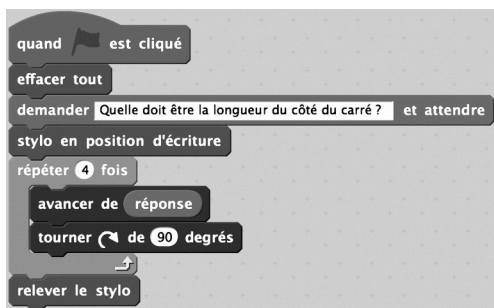 quand est cliqué
effacer tout
demander Quelle doit être la longueur du côté du carré ? et attendre
stylo en position d'écriture
répéter 4 fois
avancer de réponse
tourner de 90 degrés
relever le stylo